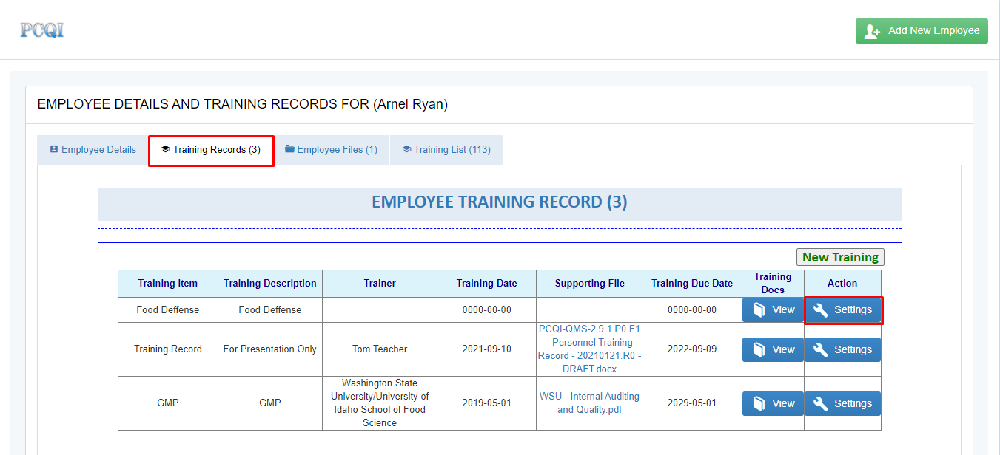 PCQI
Add New Employee
EMPLOYEE DETAILS AND TRAINING RECORDS FOR (Arnel Ryan)
Employee Details
Training Records (3)
Employee Files (1)
Training List (113)
EMPLOYEE TRAINING RECORD (3)
New Training
Training Item
Training Description
Trainer
Training Date
Supporting File
Training Due Date
Training
Docs
Action
Food Deffense
Food Deffense
0000-00-00
0000-00-00
View
Settings
Training Record
For Presentation Only
Tom Teacher
2021-09-10
PCQI-QMS-2.9.1.P0.F1
- Personnel Training
Record - 20210121.R0 -
DRAFT.docx
2022-09-09
View
Settings
GMP
GMP
Washington State
University/University of
Idaho School of Food
Science
2019-05-01
WSU - Internal Auditing
and Quality.pdf
2029-05-01
View
Settings